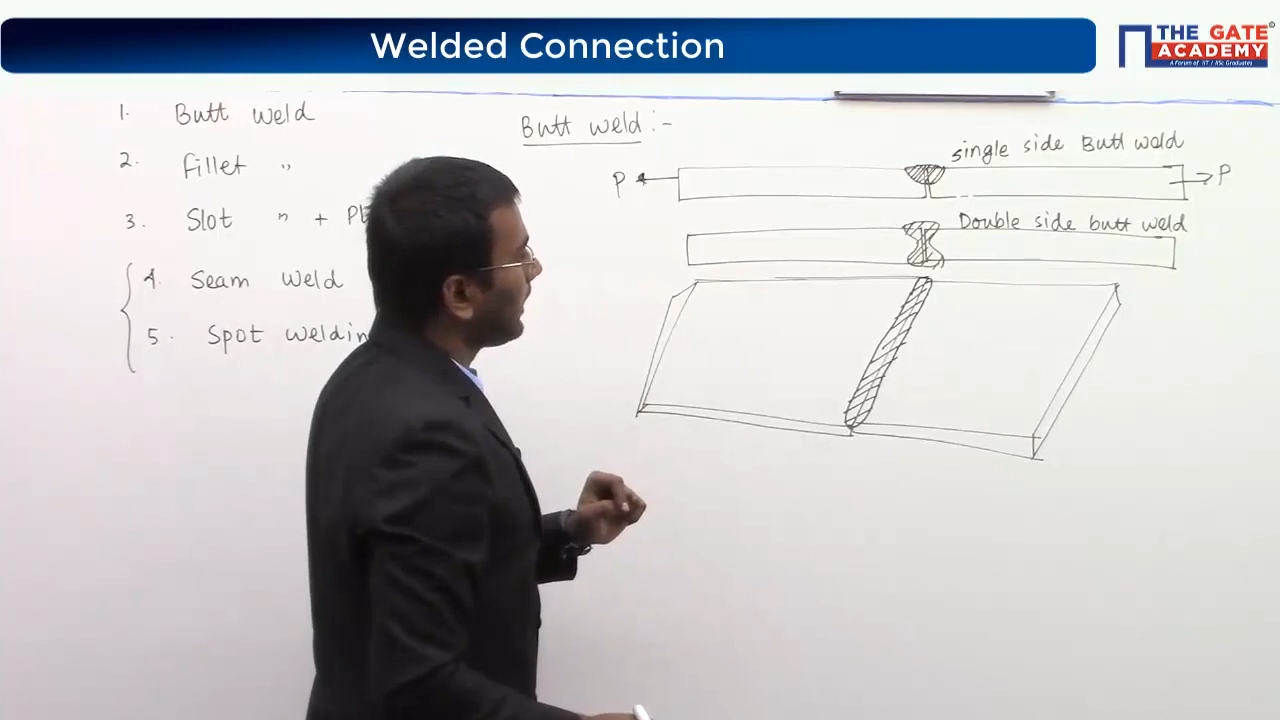 Welded Connection
THE GATE
ACADEMY
A Forum of IIT / IISc Graduates
1. Butt weld
2. fillet "
3. Slot " +
4. Seam weld
5. Spot
Butt weld :-
single side Butt weld
P P
Double side butt weld